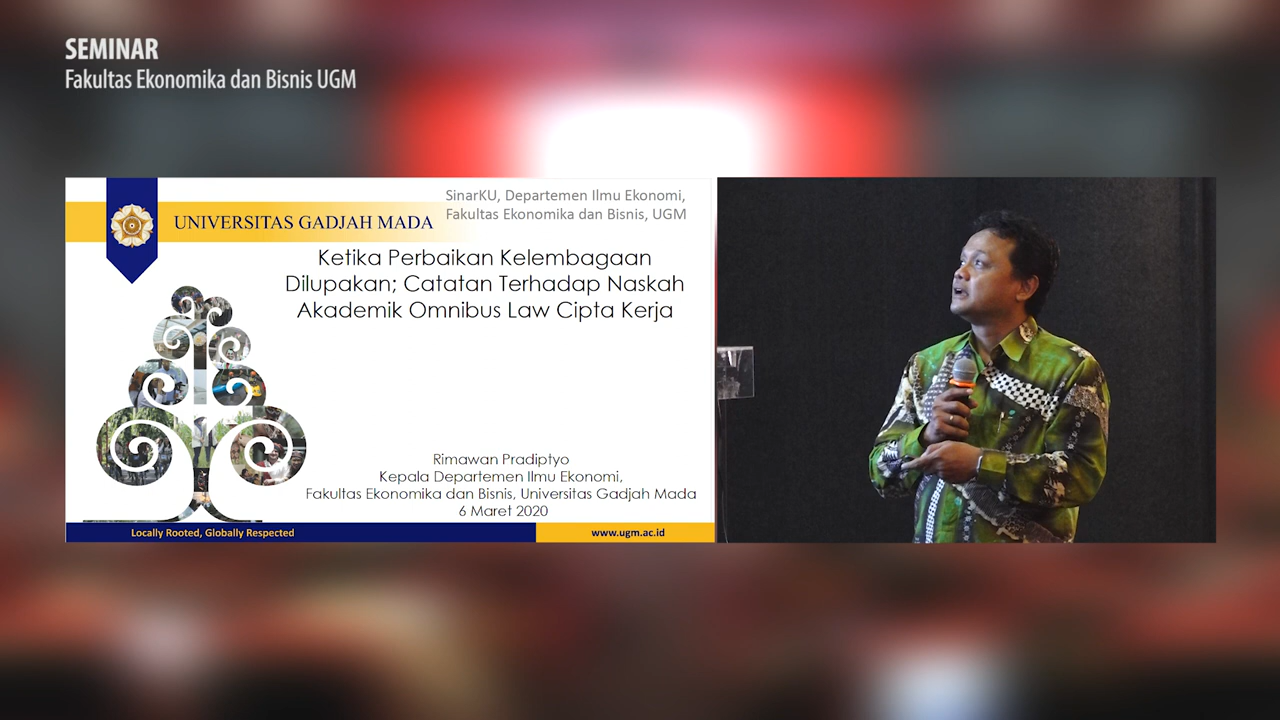 SEMINAR
Fakultas Ekonomika dan Bisnis UGM
SinarKU, Departemen Ilmu Ekonomi,
Fakultas Ekonomika dan Bisnis, UGM
UNIVERSITAS GADJAH MADA
Ketika Perbaikan Kelembagaan
Dilupakan; Catatan Terhadap Naskah
Akademik Omnibus Law Cipta Kerja
Rimawan Pradiptyo
Kepala Departemen Ilmu Ekonomi,
Fakultas Ekonomika dan Bisnis, Universitas Gadjah Mada
6 Maret 2020
Locally Rooted, Globally Respected
www.ugm.ac.id